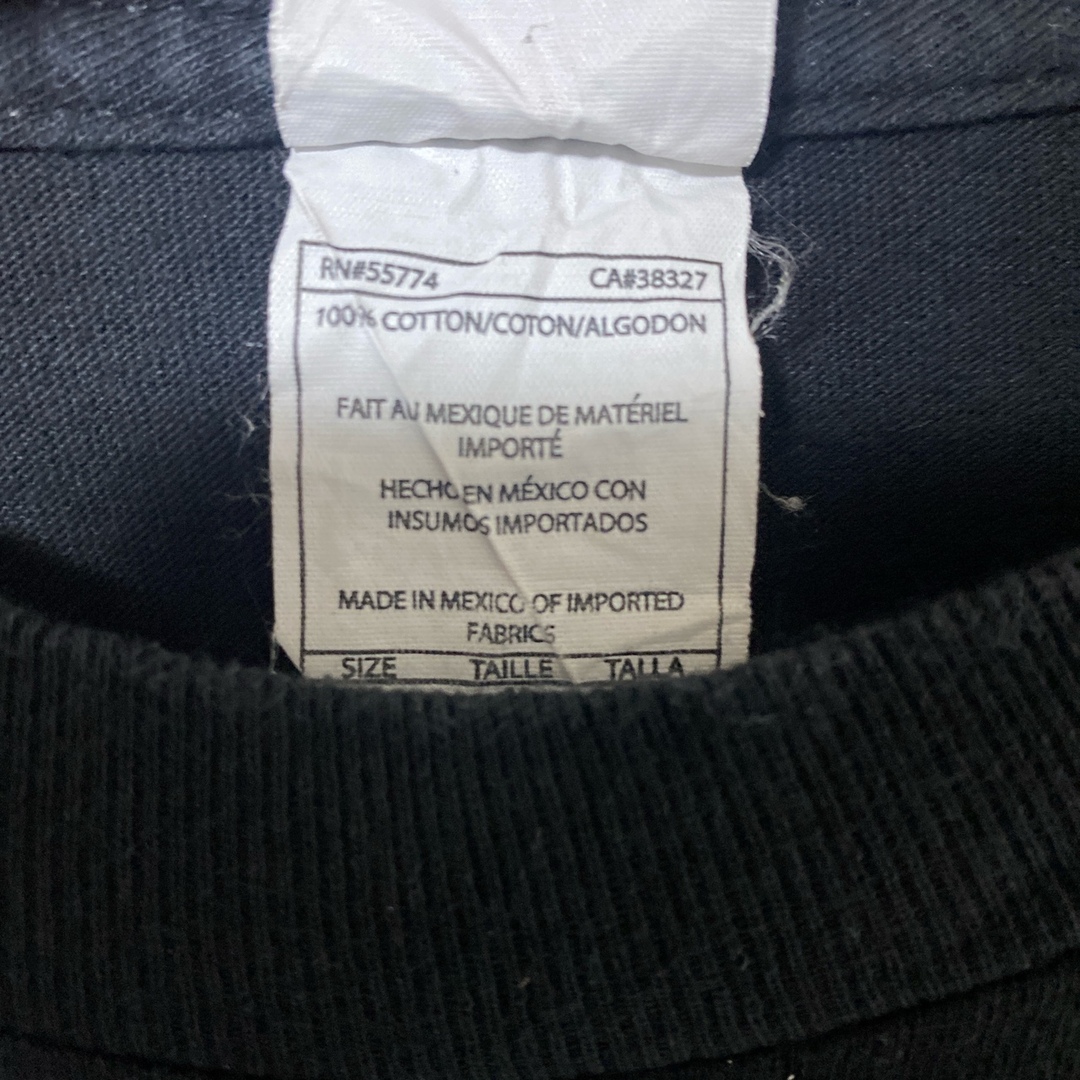 RN#55774 CA#38327
100% COTTON/COTON/ALGODON
FAIT AU MEXIQUE DE MATÉRIEL
IMPORTÉ
HECHO EN MÉXICO CON
INSUMOS IMPORTADOS
MADE IN MEXICO OF IMPORTED
FABRICS
SIZE TAILLE TALLA